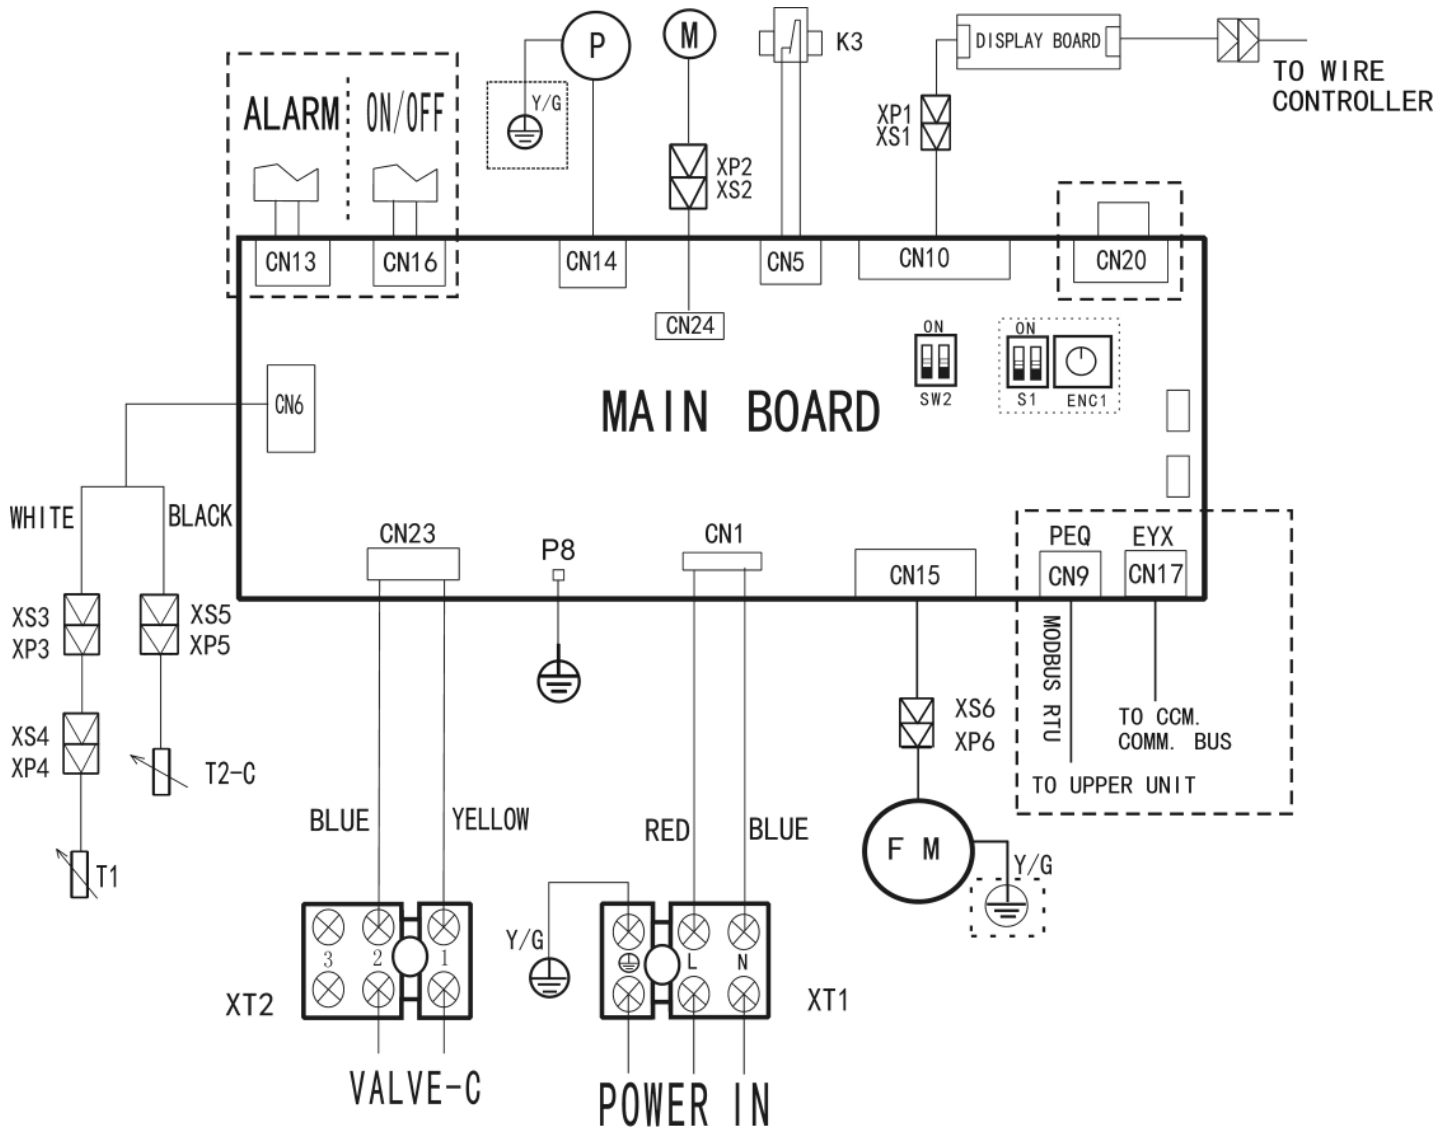 P
M
K3
DISPLAY BOARD
TO WIRE
CONTROLLER
ALARM
ON/OFF
Y/G
XP1
XS1
XP2
XS2
CN13
CN16
CN14
CN5
CN10
CN20
CN24
ON
SW2
ON
S1
ENC1
CN6
MAIN BOARD
WHITE
BLACK
CN23
P8
CN1
CN15
PEQ
CN9
EYX
CN17
XS3
XP3
XS5
XP5
MODBUS RTU
XS4
XP4
T2-C
XS6
XP6
TO CCM.
COMM. BUS
TO UPPER UNIT
BLUE
YELLOW
RED
BLUE
T1
F M
Y/G
Y/G
3
2
1
L
N
XT2
XT1
VALVE-C
POWER IN